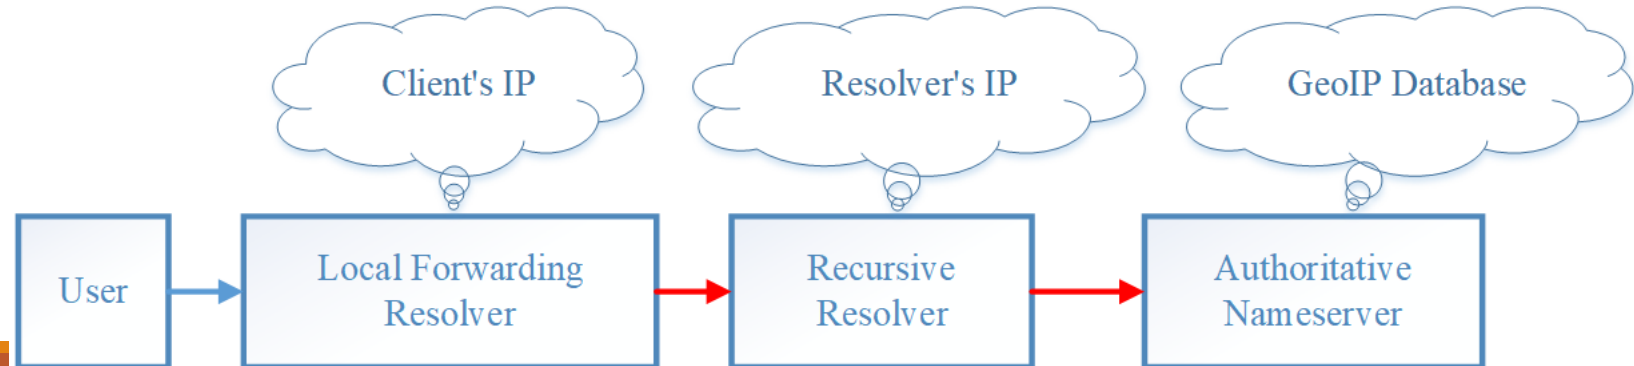 Client's IP
Resolver's IP
GeoIP Database
User
Local Forwarding
Resolver
Recursive
Resolver
Authoritative
Nameserver